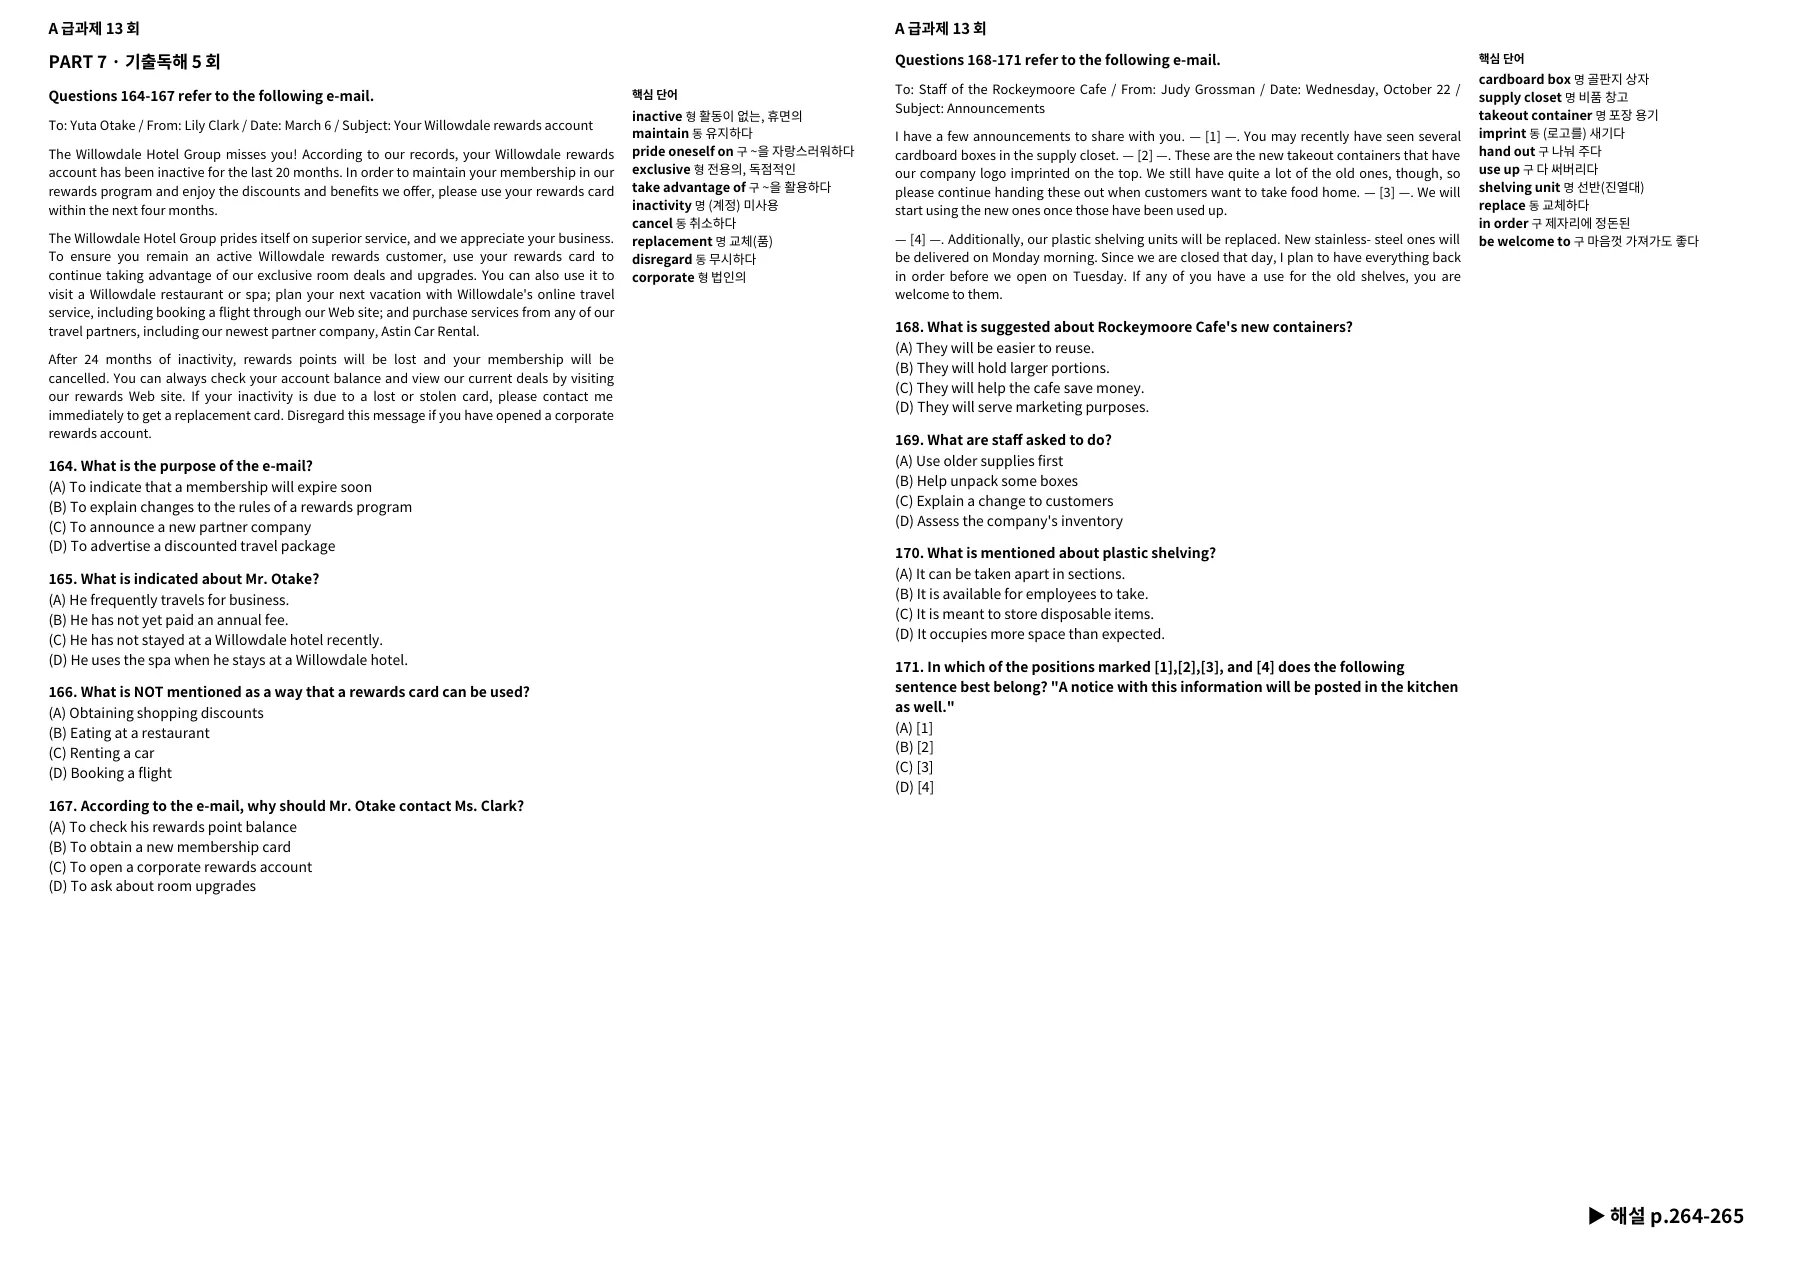 A 급과제 13 회
PART 7 · 기출독해 5 회
Questions 164-167 refer to the following e-mail.
To: Yuta Otake / From: Lily Clark / Date: March 6 / Subject: Your Willowdale rewards account
The Willowdale Hotel Group misses you! According to our records, your Willowdale rewards
account has been inactive for the last 20 months. In order to maintain your membership in our
rewards program and enjoy the discounts and benefits we offer, please use your rewards card
within the next four months.
The Willowdale Hotel Group prides itself on superior service, and we appreciate your business.
To ensure you remain an active Willowdale rewards customer, use your rewards card to
continue taking advantage of our exclusive room deals and upgrades. You can also use it to
visit a Willowdale restaurant or spa; plan your next vacation with Willowdale's online travel
service, including booking a flight through our Web site; and purchase services from any of our
travel partners, including our newest partner company, Astin Car Rental.
After 24 months of inactivity, rewards points will be lost and your membership will be
cancelled. You can always check your account balance and view our current deals by visiting
our rewards Web site. If your inactivity is due to a lost or stolen card, please contact me
immediately to get a replacement card. Disregard this message if you have opened a corporate
rewards account.
164. What is the purpose of the e-mail?
(A) To indicate that a membership will expire soon
(B) To explain changes to the rules of a rewards program
(C) To announce a new partner company
(D) To advertise a discounted travel package
165. What is indicated about Mr. Otake?
(A) He frequently travels for business.
(B) He has not yet paid an annual fee.
(C) He has not stayed at a Willowdale hotel recently.
(D) He uses the spa when he stays at a Willowdale hotel.
166. What is NOT mentioned as a way that a rewards card can be used?
(A) Obtaining shopping discounts
(B) Eating at a restaurant
(C) Renting a car
(D) Booking a flight
167. According to the e-mail, why should Mr. Otake contact Ms. Clark?
(A) To check his rewards point balance
(B) To obtain a new membership card
(C) To open a corporate rewards account
(D) To ask about room upgrades
핵심 단어
inactive 형 활동이 없는, 휴면의
maintain 동 유지하다
pride oneself on 구 ~을 자랑스러워하다
exclusive 형 전용의, 독점적인
take advantage of 구 ~을 활용하다
inactivity 명 (계정) 미사용
cancel 동 취소하다
replacement 명 교체(품)
disregard 동 무시하다
corporate 형 법인의
A 급과제 13 회
Questions 168-171 refer to the following e-mail.
To: Staff of the Rockeymoore Cafe / From: Judy Grossman / Date: Wednesday, October 22 /
Subject: Announcements
I have a few announcements to share with you. — [1] —. You may recently have seen several
cardboard boxes in the supply closet. — [2] —. These are the new takeout containers that have
our company logo imprinted on the top. We still have quite a lot of the old ones, though, so
please continue handing these out when customers want to take food home. — [3] —. We will
start using the new ones once those have been used up.
— [4] —. Additionally, our plastic shelving units will be replaced. New stainless- steel ones will
be delivered on Monday morning. Since we are closed that day, I plan to have everything back
in order before we open on Tuesday. If any of you have a use for the old shelves, you are
welcome to them.
168. What is suggested about Rockeymoore Cafe's new containers?
(A) They will be easier to reuse.
(B) They will hold larger portions.
(C) They will help the cafe save money.
(D) They will serve marketing purposes.
169. What are staff asked to do?
(A) Use older supplies first
(B) Help unpack some boxes
(C) Explain a change to customers
(D) Assess the company's inventory
170. What is mentioned about plastic shelving?
(A) It can be taken apart in sections.
(B) It is available for employees to take.
(C) It is meant to store disposable items.
(D) It occupies more space than expected.
171. In which of the positions marked [1],[2],[3], and [4] does the following
sentence best belong? "A notice with this information will be posted in the kitchen
as well."
(A) [1]
(B) [2]
(C) [3]
(D) [4]
핵심 단어
cardboard box 명 골판지 상자
supply closet 명 비품 창고
takeout container 명 포장 용기
imprint 동 (로고를) 새기다
hand out 구 나눠 주다
use up 구 다 써버리다
shelving unit 명 선반(진열대)
replace 동 교체하다
in order 구 제자리에 정돈된
be welcome to 구 마음껏 가져가도 좋다
▶ 해설 p.264-265